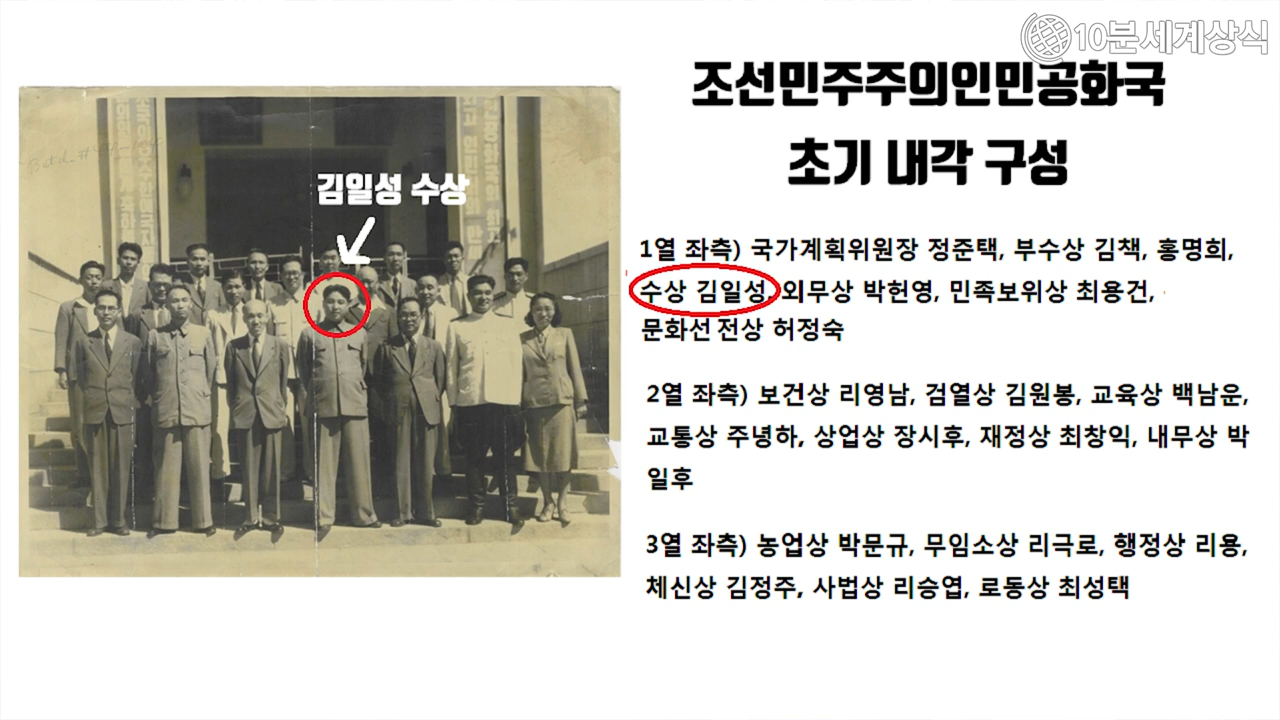 10분세계상식
조선민주주의인민공화국
초기 내각 구성
김일성 수상
1열 좌측) 국가계획위원장 정준택, 부수상 김책, 홍명희,
수상 김일성, 외무상 박헌영, 민족보위상 최용건,
문화선전상 허정숙
2열 좌측) 보건상 리영남, 검열상 김원봉, 교육상 백남운,
교통상 주녕하, 상업상 장시후, 재정상 최창익, 내무상 박
일후
3열 좌측) 농업상 박문규, 무임소상 리극로, 행정상 리용,
체신상 김정주, 사법상 리승엽, 로동상 최성택